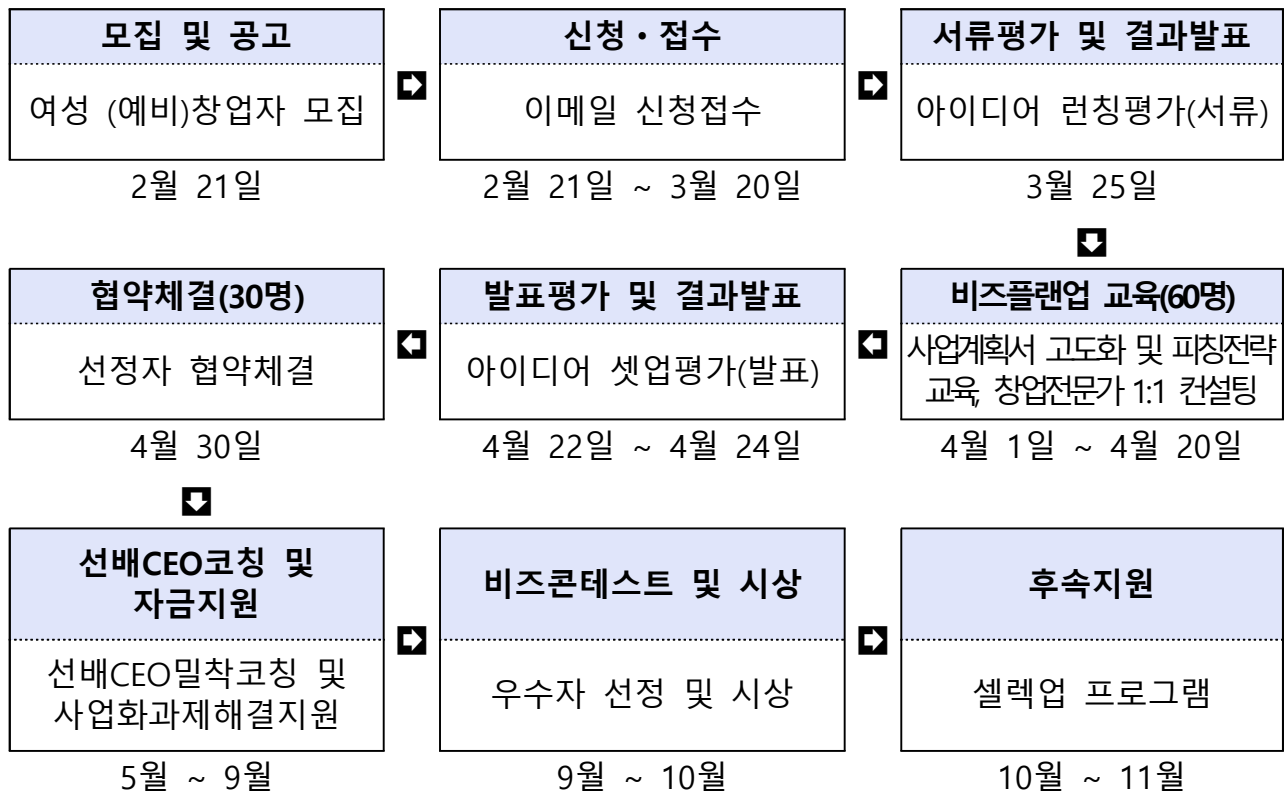 모집 및 공고
여성 (예비)창업자 모집
2월 21일
신청・접수
이메일 신청접수
2월 21일 ~ 3월 20일
서류평가 및 결과발표
아이디어 런칭평가(서류)
3월 25일
비즈플랜업 교육(60명)
사업계획서 고도화 및 피칭전략
교육, 창업전문가 1:1 컨설팅
4월 1일 ~ 4월 20일
발표평가 및 결과발표
아이디어 셋업평가(발표)
4월 22일 ~ 4월 24일
협약체결(30명)
선정자 협약체결
4월 30일
선배CEO코칭 및
자금지원
선배CEO밀착코칭 및
사업화과제해결지원
5월 ~ 9월
비즈콘테스트 및 시상
우수자 선정 및 시상
9월 ~ 10월
후속지원
셀렉업 프로그램
10월 ~ 11월